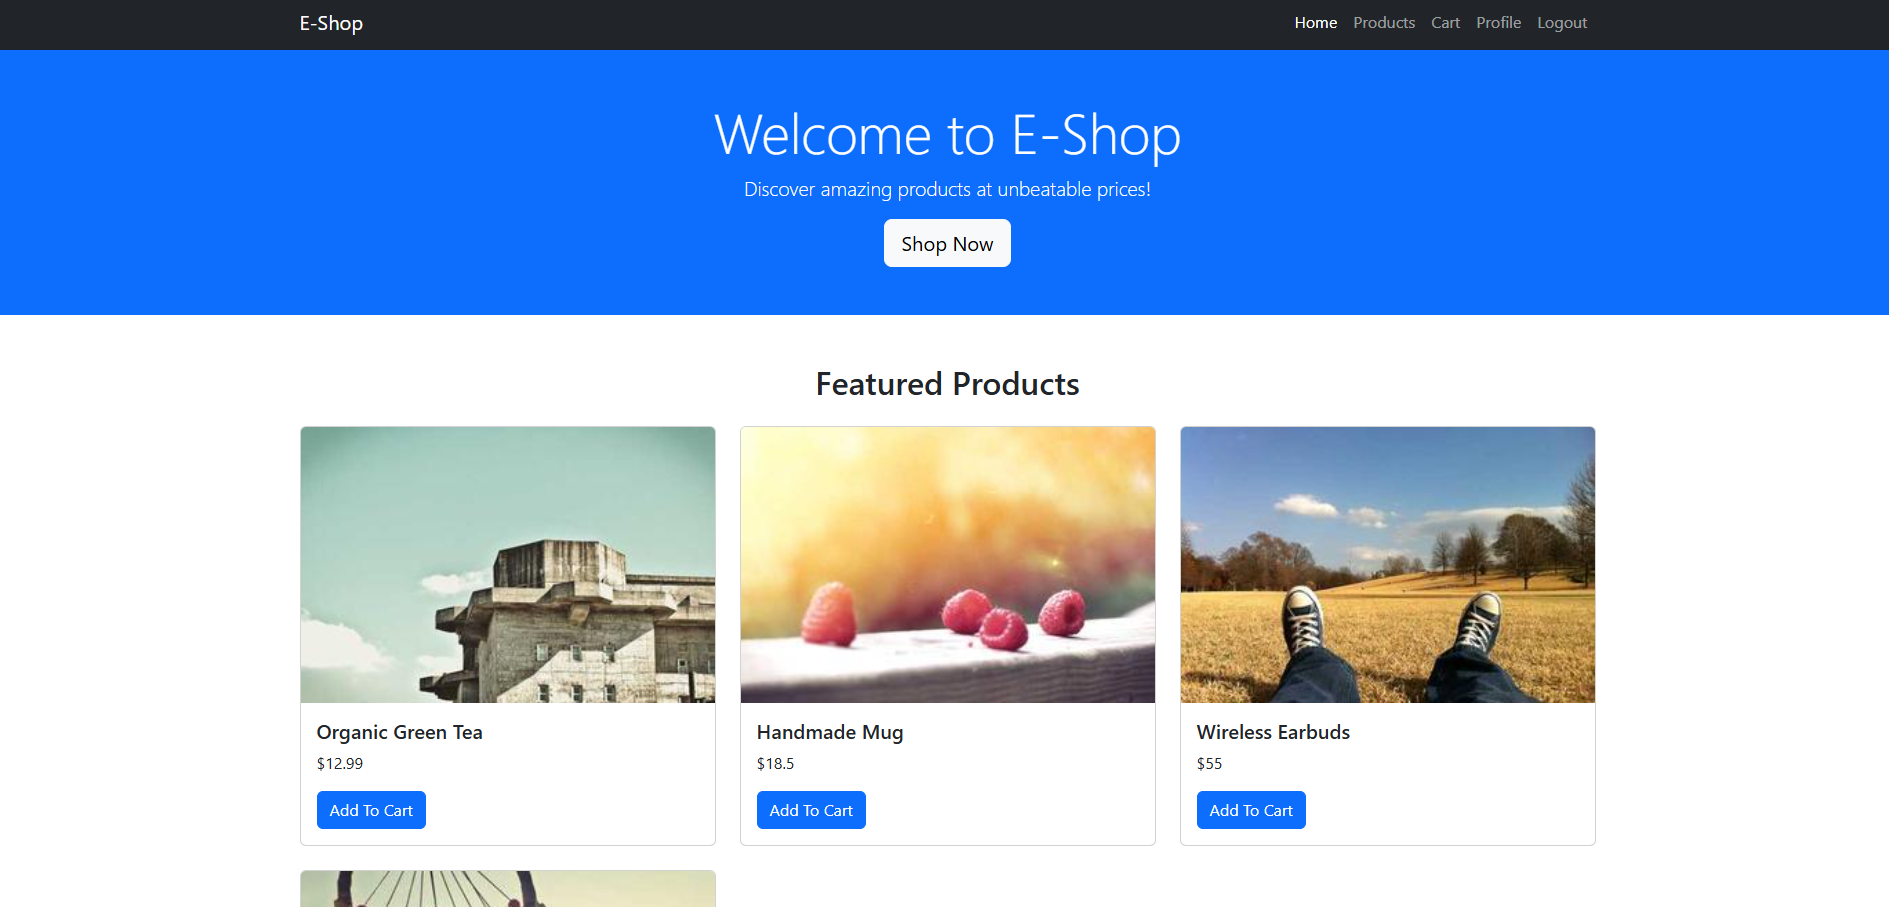 E-Shop
Home Products Cart Profile Logout
Welcome to E-Shop
Discover amazing products at unbeatable prices!
Shop Now
Featured Products
Organic Green Tea
$12.99
Add To Cart
Handmade Mug
$18.5
Add To Cart
Wireless Earbuds
$55
Add To Cart